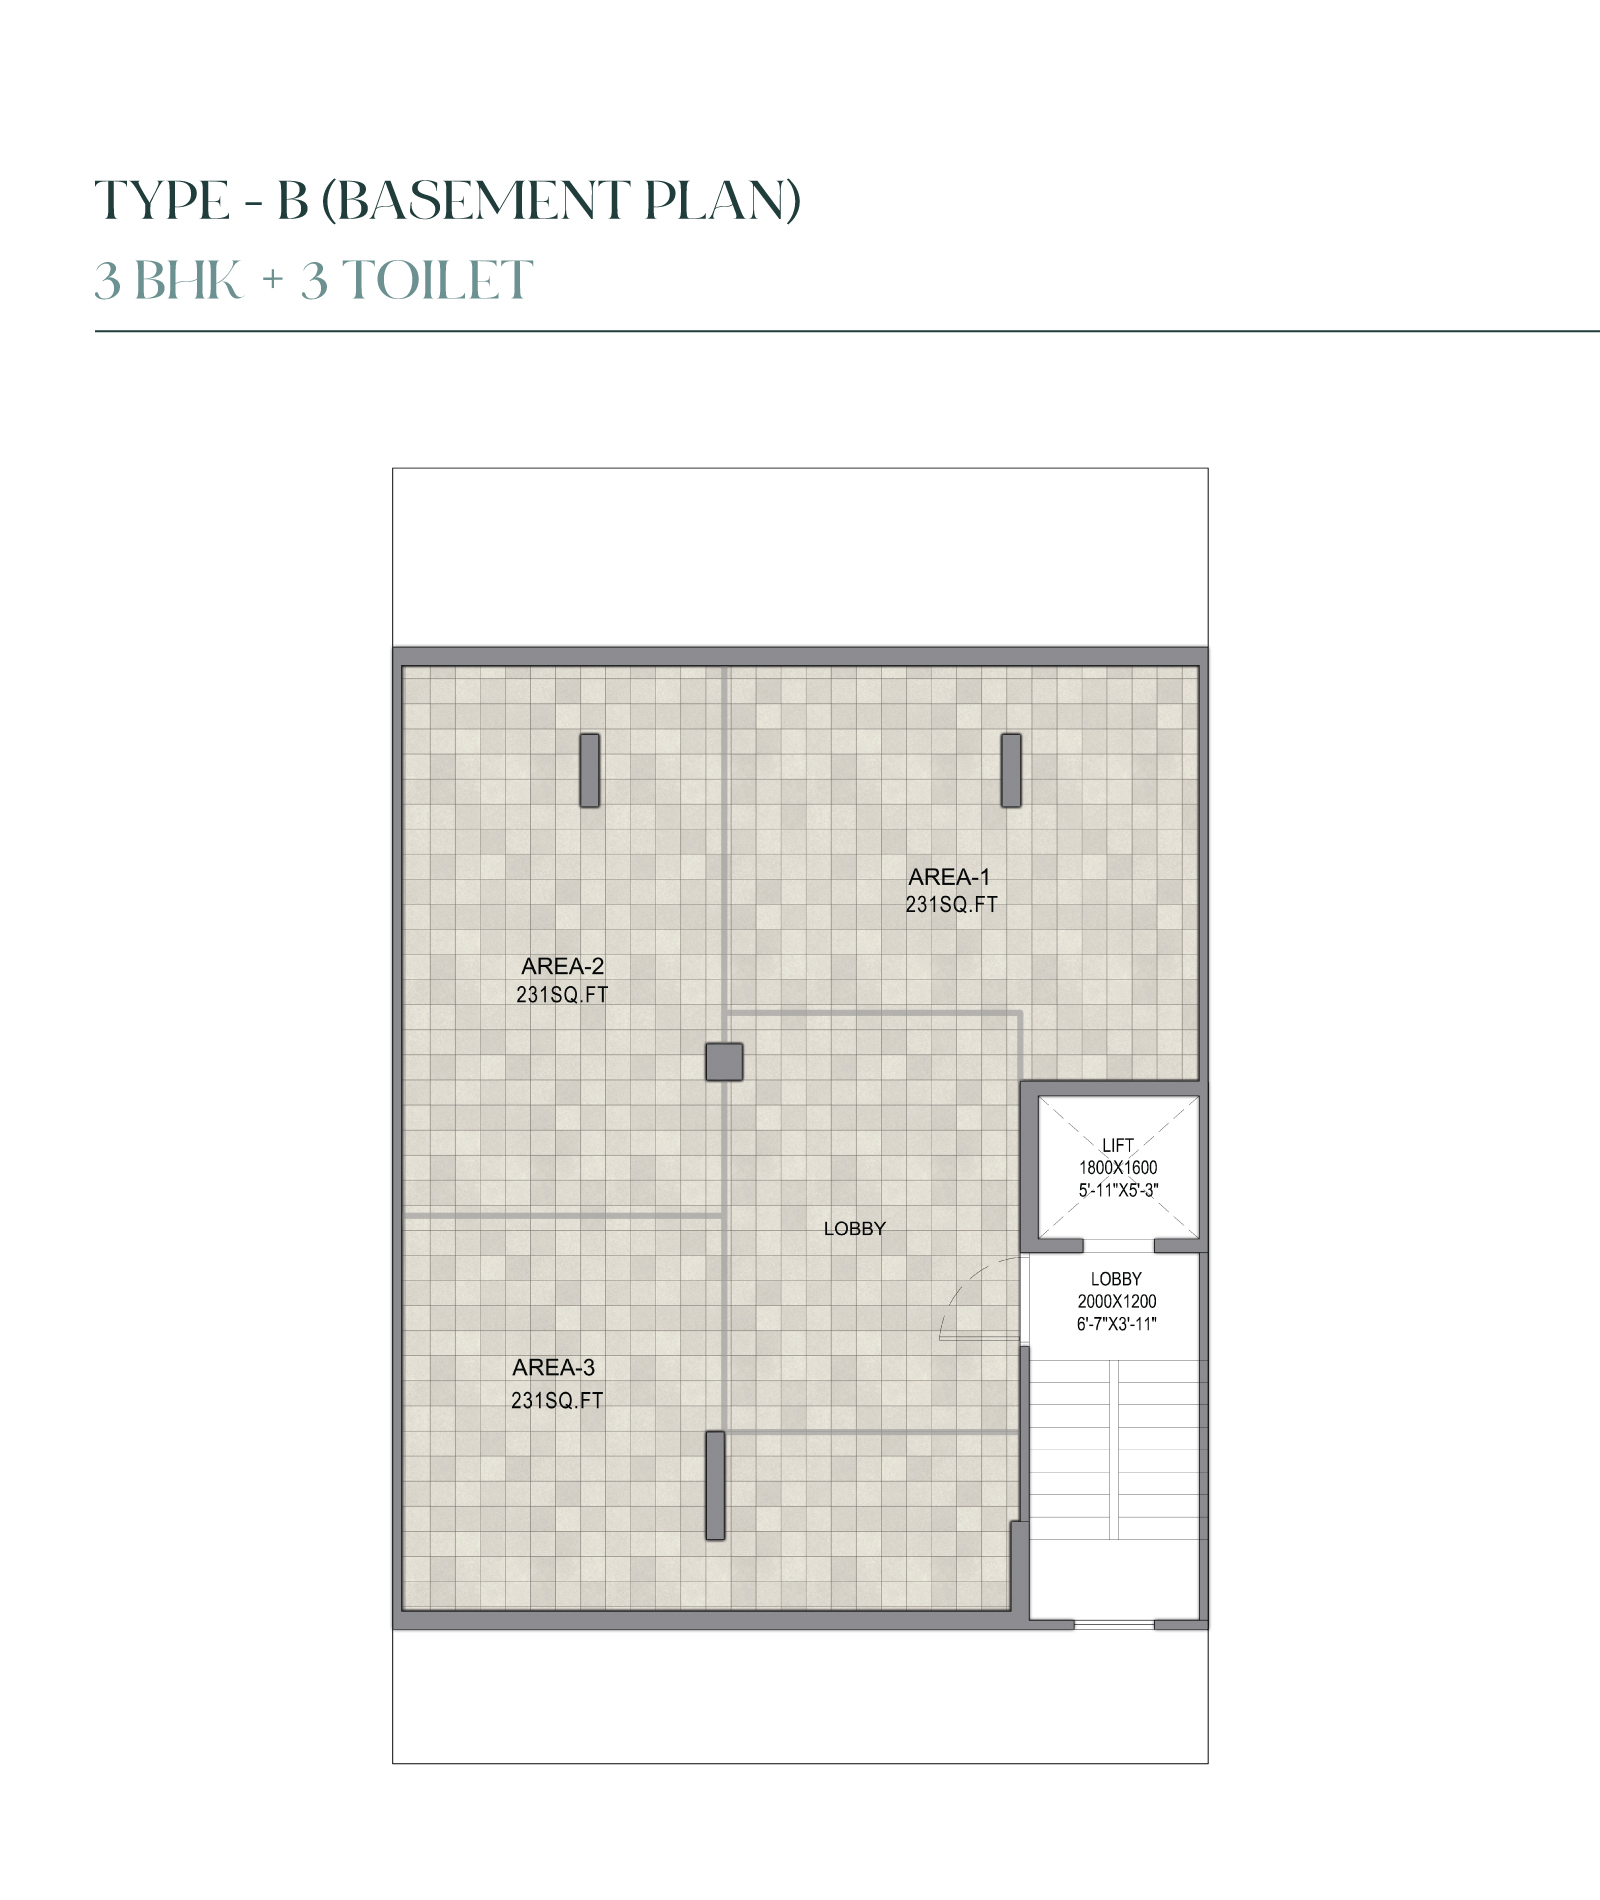 TYPE - B (BASEMENT PLAN)
3 BHK + 3 TOILET
AREA-1
231SQ.FT
AREA-2
231SQ.FT
LIFT
1800X1600
5'-11"X5'-3"
LOBBY
LOBBY
2000X1200
6'-7"X3'-11"
AREA-3
231SQ.FT